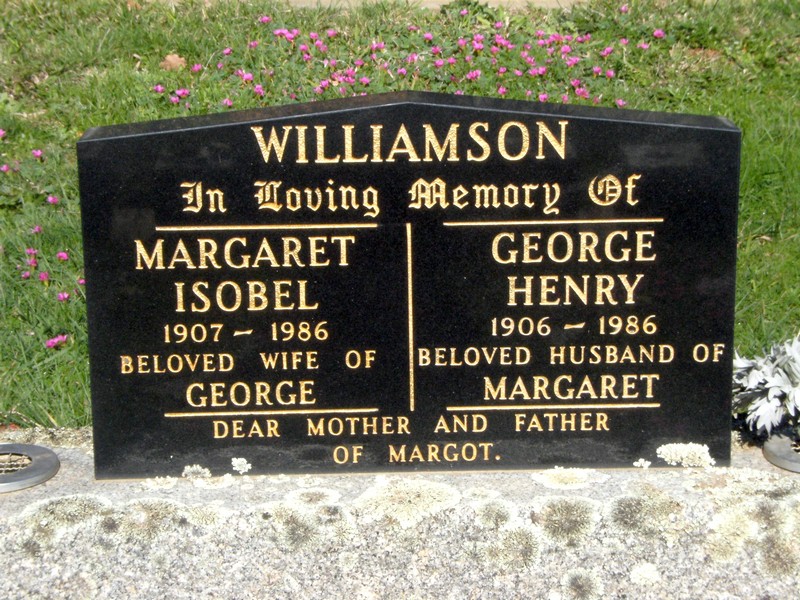 WILLIAMSON
In Loving Memory Of
MARGARET
ISOBEL
1907 - 1986
BELOVED WIFE OF
GEORGE
GEORGE
HENRY
1906 - 1986
BELOVED HUSBAND OF
MARGARET
DEAR MOTHER AND FATHER
OF MARGOT.